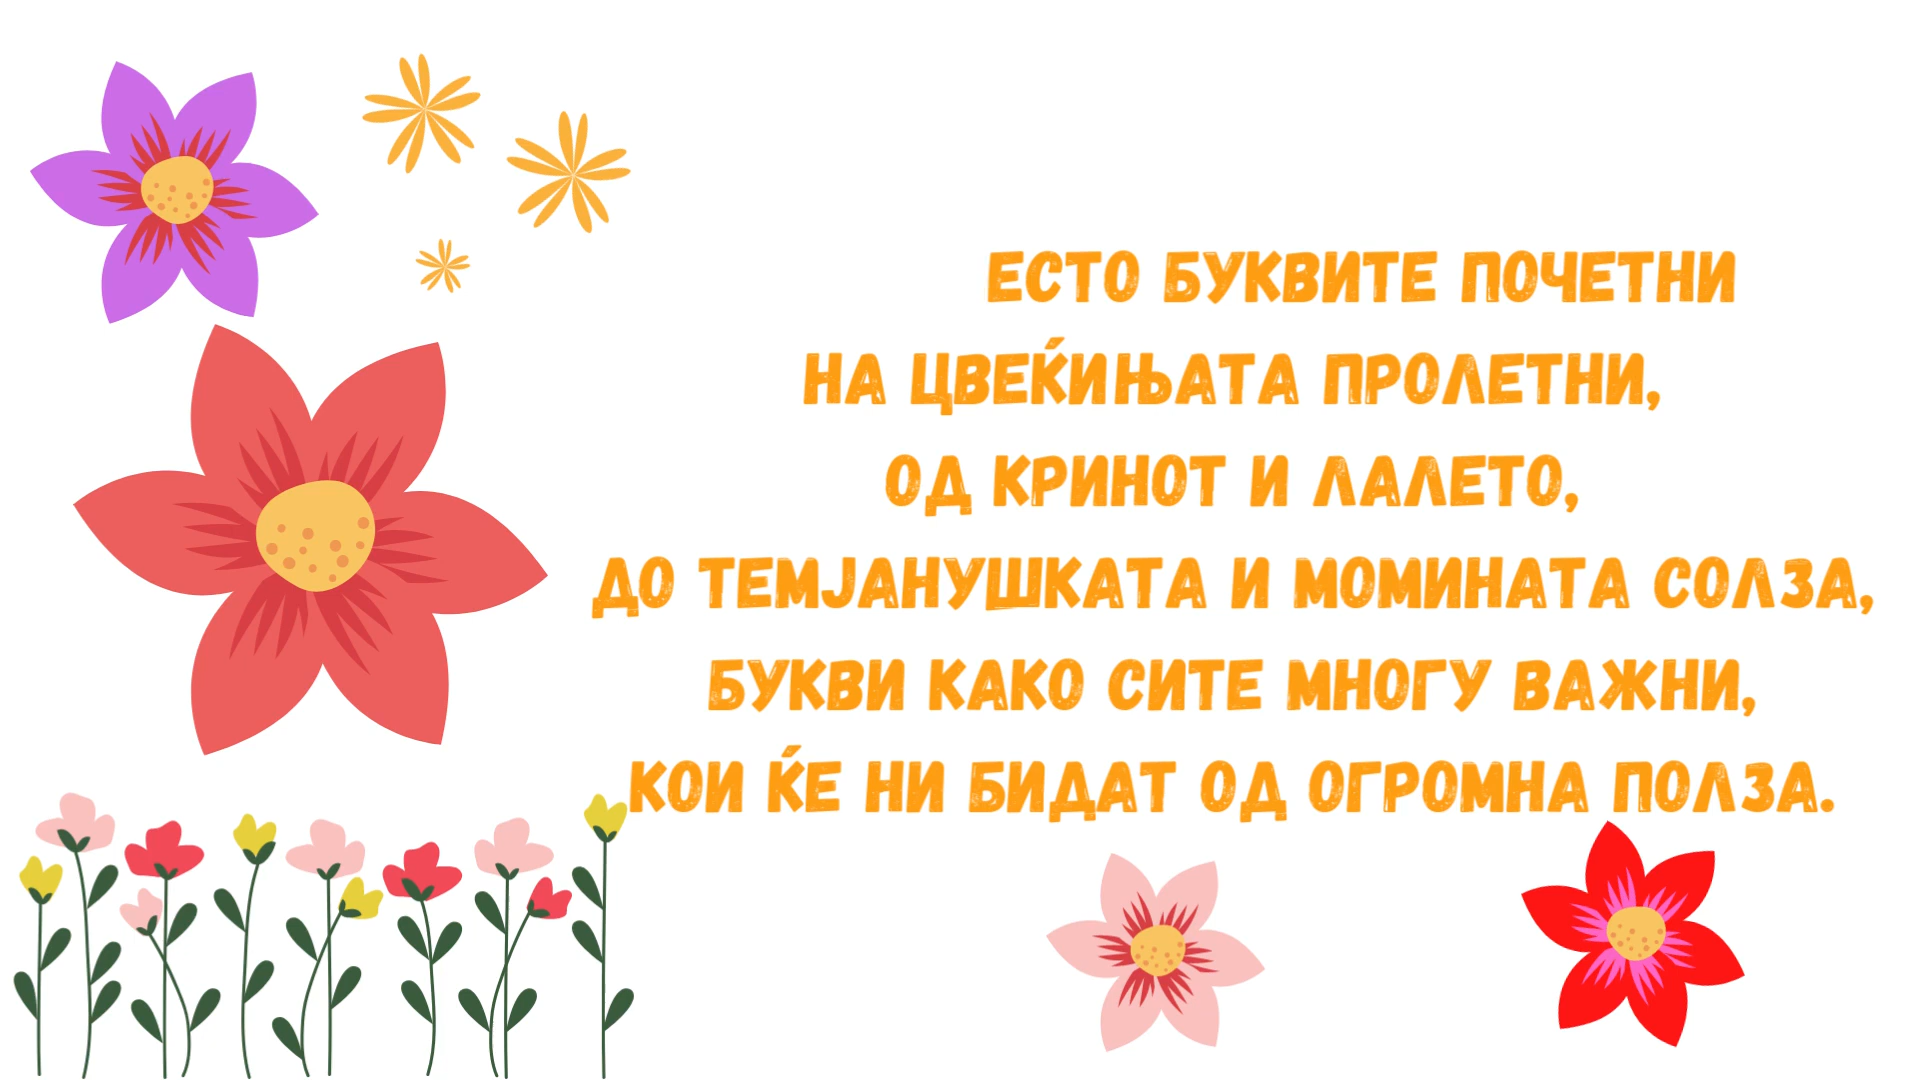 ЕСТО БУКВИТЕ ПОЧЕТНИ
НА ЦВЕЌИЊАТА ПРОЛЕТНИ,
ОД КРИНОТ И ЛАЛЕТО,
ДО ТЕМЈАНУШКАТА И МОМИНАТА СОЛЗА,
БУКВИ КАКО СИТЕ МНОГУ ВАЖНИ,
КОИ ЌЕ НИ БИДАТ ОД ОГРОМНА ПОЛЗА.